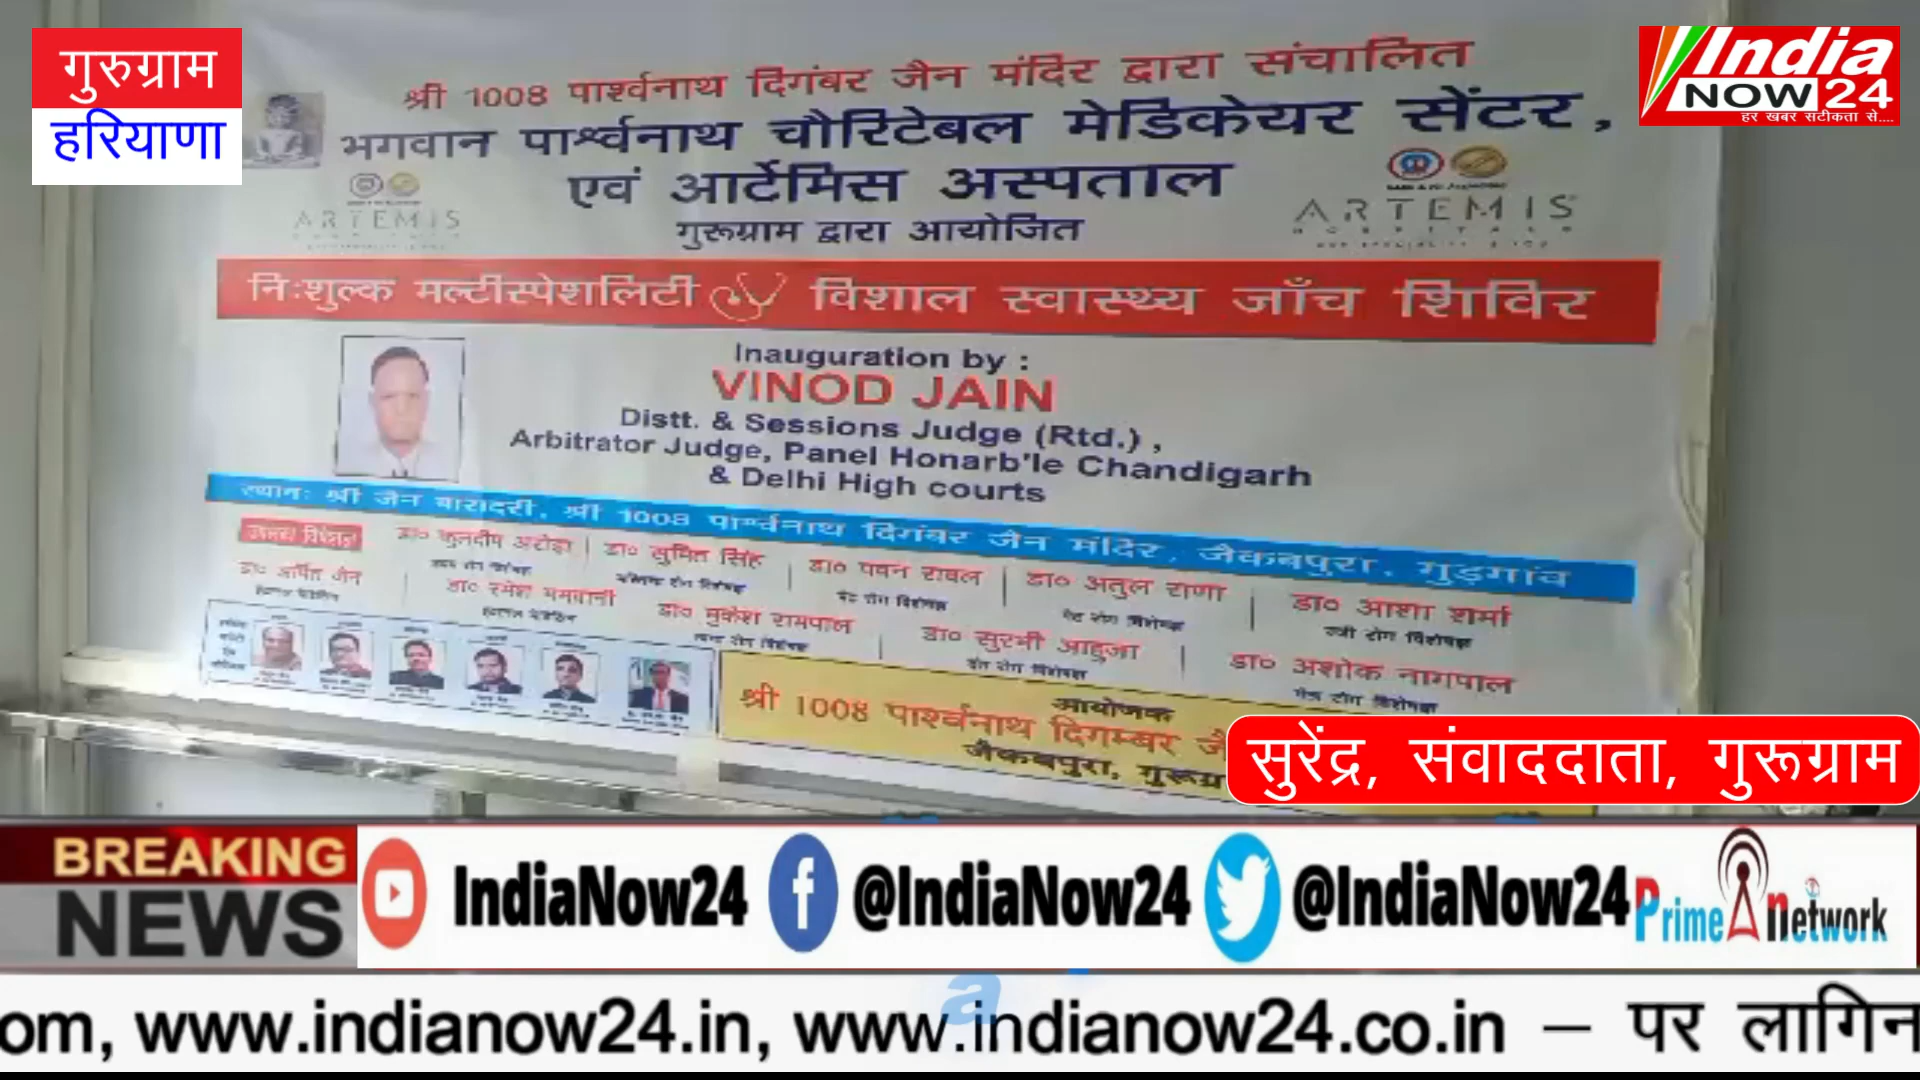 गुरुग्राम
हरियाणा
India
NOW 24
हर खबर सटीकता से....
श्री 1008 पार्श्वनाथ दिगंबर जैन मंदिर द्वारा संचालित
भगवान पार्श्वनाथ चौरिटेबल मेडिकेयर सेंटर,
एवं आर्टेमिस अस्पताल
गुरूग्राम द्वारा आयोजित
ARTEMIS
ARTEMIS
निःशुल्क मल्टीस्पेशलिटी विशाल स्वास्थ्य जाँच शिविर
Inauguration by :
VINOD JAIN
Distt. & Sessions Judge (Rtd.) ,
Arbitrator Judge, Panel Honarb'le Chandigarh
& Delhi High courts
स्थानः श्री जैन बारादरी, श्री 1008 पार्श्वनाथ दिगंबर जैन मंदिर, जैकबपुरा, गुड़गांव
डा० कुलदीप अरोड़ा
डा० सुमित सिंह
डा० पवन रावल
डा० अतुल राणा
डा० आशा शर्मा
स्त्री रोग विशेषज्ञ
डा० अर्पित जैन
डा० रमेश
डा० मुकेश रामपाल
डा० सुरभी आहुजा
डा० अशोक नागपाल
आयोजक
श्री 1008 पार्श्वनाथ दिगम्बर
जैकबपुरा,
सुरेंद्र, संवाददाता, गुरूग्राम
BREAKING
NEWS
IndiaNow24
@IndiaNow24
@IndiaNow24
Prime Network
om, www.indianow24.in, www.indianow24.co.in – पर लागिन